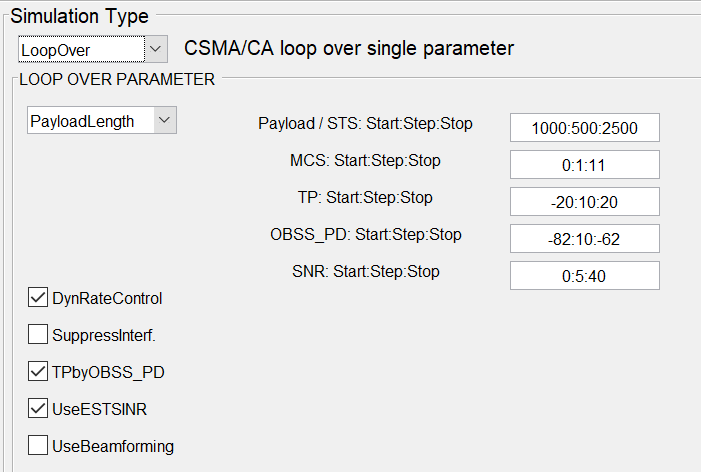 Simulation Type
LoopOver
CSMA/CA loop over single parameter
LOOP OVER PARAMETER
PayloadLength
Payload / STS: Start:Step:Stop
1000:500:2500
MCS: Start:Step:Stop
0:1:11
TP: Start:Step:Stop
-20:10:20
OBSS_PD: Start:Step:Stop
-82:10:-62
SNR: Start:Step:Stop
0:5:40
DynRateControl
SuppressInterf.
TPbyOBSS_PD
UseESTSINR
UseBeamforming